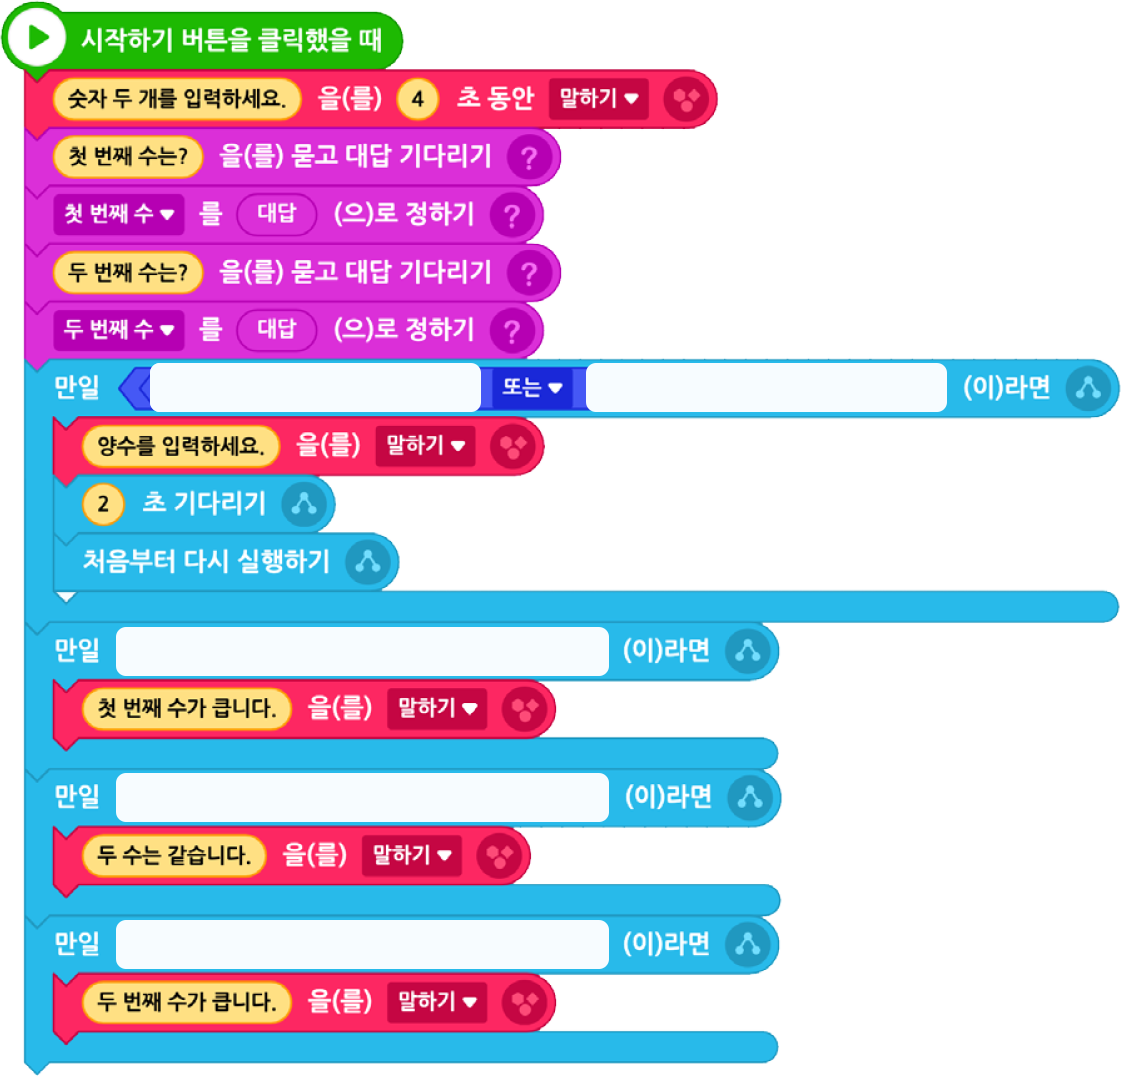 시작하기 버튼을 클릭했을 때
숫자 두 개를 입력하세요. 을(를) 4 초 동안 말하기
첫 번째 수는? 을(를) 묻고 대답 기다리기 ?
첫 번째 수 를 대답 (으)로 정하기 ?
두 번째 수는? 을(를) 묻고 대답 기다리기 ?
두 번째 수 를 대답 (으)로 정하기 ?
만일 또는 (이)라면
양수를 입력하세요. 을(를) 말하기
2 초 기다리기
처음부터 다시 실행하기
만일 (이)라면
첫 번째 수가 큽니다. 을(를) 말하기
만일 (이)라면
두 수는 같습니다. 을(를) 말하기
만일 (이)라면
두 번째 수가 큽니다. 을(를) 말하기